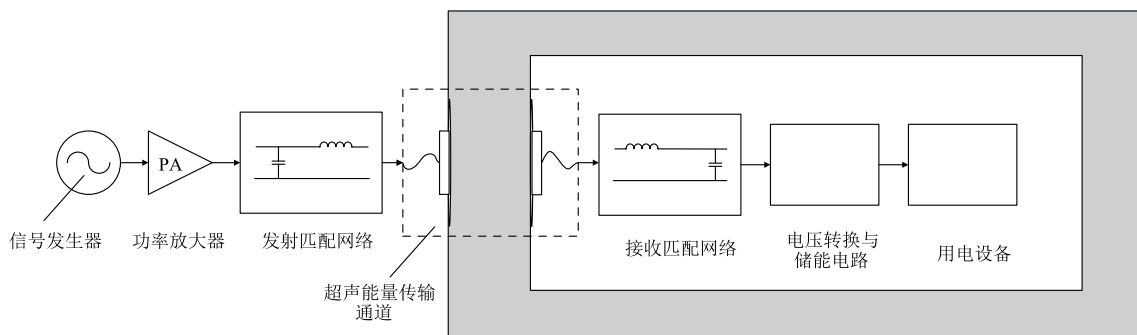 PA
信号发生器
功率放大器
发射匹配网络
超声能量传输
通道
接收匹配网络
电压转换与
储能电路
用电设备